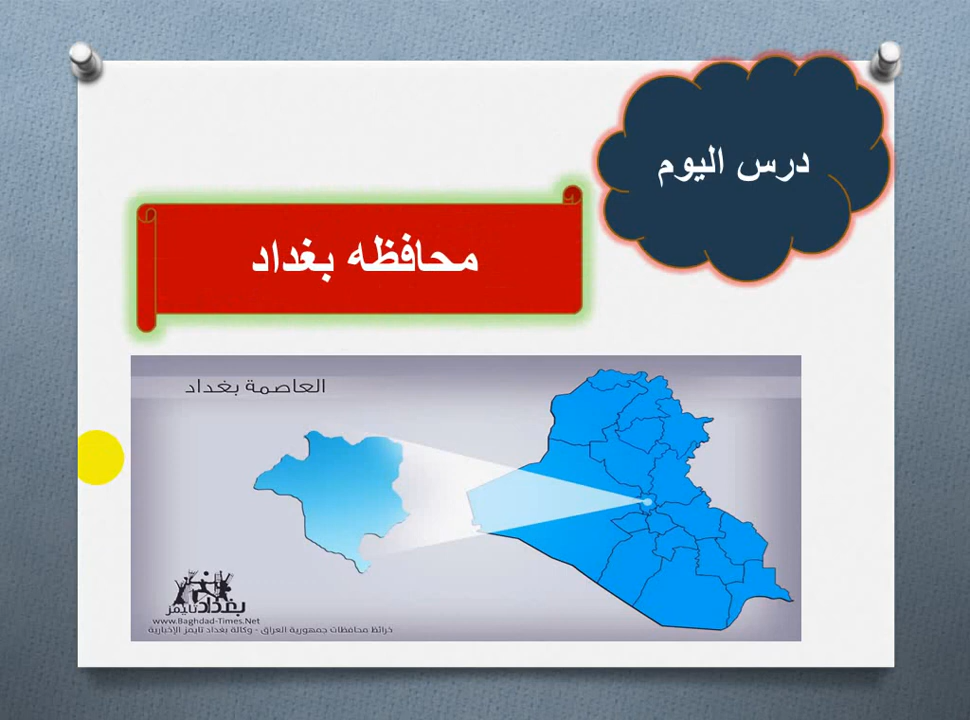 درس اليوم
محافظه بغداد
العاصمة بغداد
بغداد تايمز
www.Baghdad-Times.Net
خرائط محافظات جمهورية العراق - وكالة بغداد تايمز الإخبارية